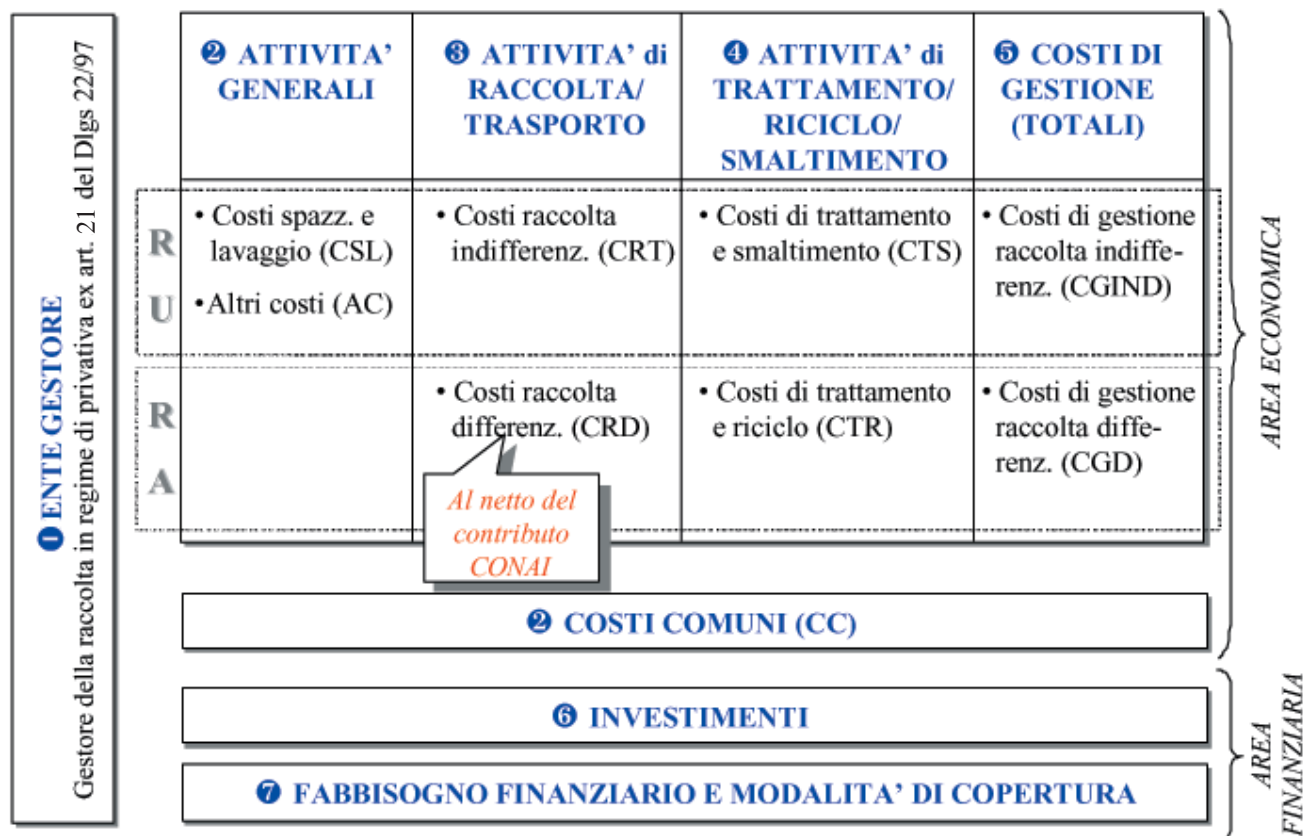 ❶ ENTE GESTORE
Gestore della raccolta in regime di privativa ex art. 21 del Dlgs 22/97
❷ ATTIVITA’
GENERALI
❸ ATTIVITA’ di
RACCOLTA/
TRASPORTO
❹ ATTIVITA’ di
TRATTAMENTO/
RICICLO/
SMALTIMENTO
❺ COSTI DI
GESTIONE
(TOTALI)
R
U
• Costi spazz. e
lavaggio (CSL)
•Altri costi (AC)
• Costi raccolta
indifferenz. (CRT)
• Costi di trattamento
e smaltimento (CTS)
• Costi di gestione
raccolta indiffe-
renz. (CGIND)
R
A
• Costi raccolta
differenz. (CRD)
Al netto del
contributo
CONAI
• Costi di trattamento
e riciclo (CTR)
• Costi di gestione
raccolta diffe-
renz. (CGD)
❷ COSTI COMUNI (CC)
AREA ECONOMICA
❻ INVESTIMENTI
❼ FABBISOGNO FINANZIARIO E MODALITA’ DI COPERTURA
AREA
FINANZIARIA